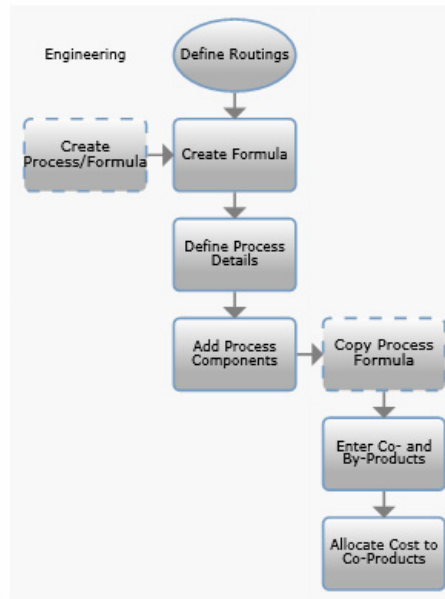 Engineering
Define Routings
Create
Process/Formula
Create Formula
Define Process
Details
Add Process
Components
Copy Process
Formula
Enter Co- and
By-Products
Allocate Cost to
Co-Products